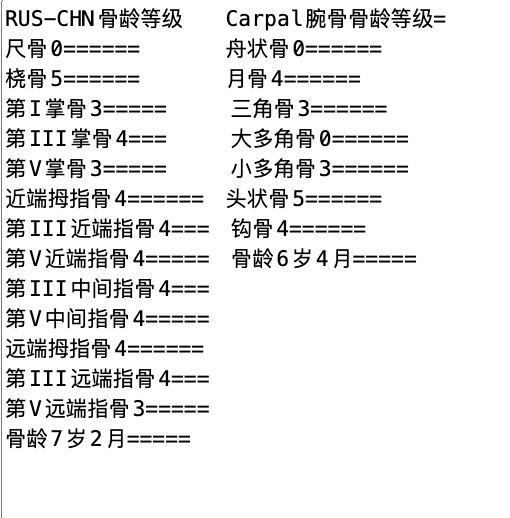 RUS-CHN骨龄等级 Carpal腕骨骨龄等级=
尺骨0====== 舟状骨0======
桡骨5====== 月骨4======
第I掌骨3===== 三角骨3======
第III掌骨4=== 大多角骨0======
第V掌骨3===== 小多角骨3======
近端拇指骨4====== 头状骨5======
第III近端指骨4=== 钩骨4======
第V近端指骨4===== 骨龄6岁4月=====
第III中间指骨4===
第V中间指骨4=====
远端拇指骨4======
第III远端指骨4===
第V远端指骨3=====
骨龄7岁2月=====